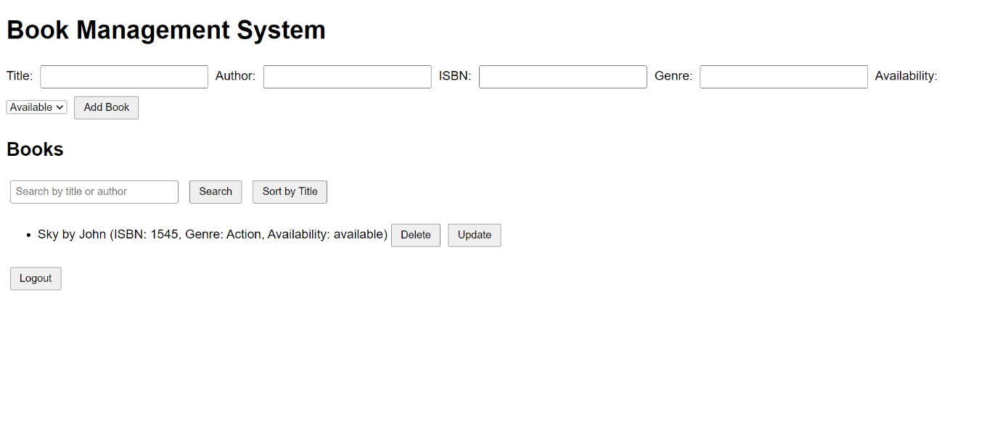 Book Management System
Title: Author: ISBN: Genre: Availability:
Available Add Book
Books
Search by title or author Search Sort by Title
Sky by John (ISBN: 1545, Genre: Action, Availability: available) Delete Update
Logout